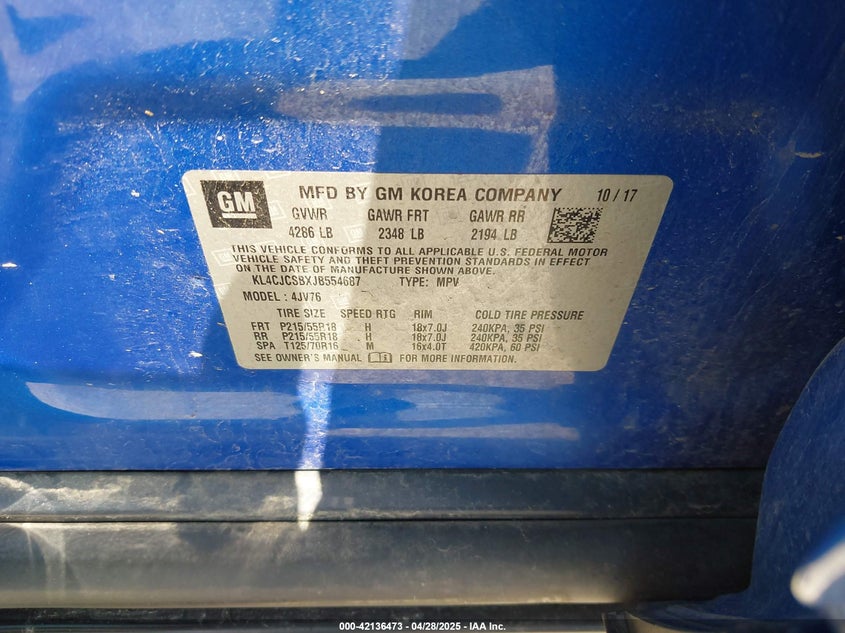 GM MFD BY GM KOREA COMPANY 10 / 17
GVWR GAWR FRT GAWR RR
4286 LB 2348 LB 2194 LB
THIS VEHICLE CONFORMS TO ALL APPLICABLE U.S. FEDERAL MOTOR
VEHICLE SAFETY AND THEFT PREVENTION STANDARDS IN EFFECT
ON THE DATE OF MANUFACTURE SHOWN ABOVE.
KL4CJCSBXJB554687 TYPE: MPV
MODEL : 4JV76
TIRE SIZE SPEED RTG RIM COLD TIRE PRESSURE
FRT P215/55R18 H 18x7.0J 240KPA, 35 PSI
RR P215/55R18 H 18x7.0J 240KPA, 35 PSI
SPA T125/70R16 M 16x4.0T 420KPA, 60 PSI
SEE OWNER'S MANUAL FOR MORE INFORMATION.
000-42136473 - 04/28/2025 - IAA Inc.